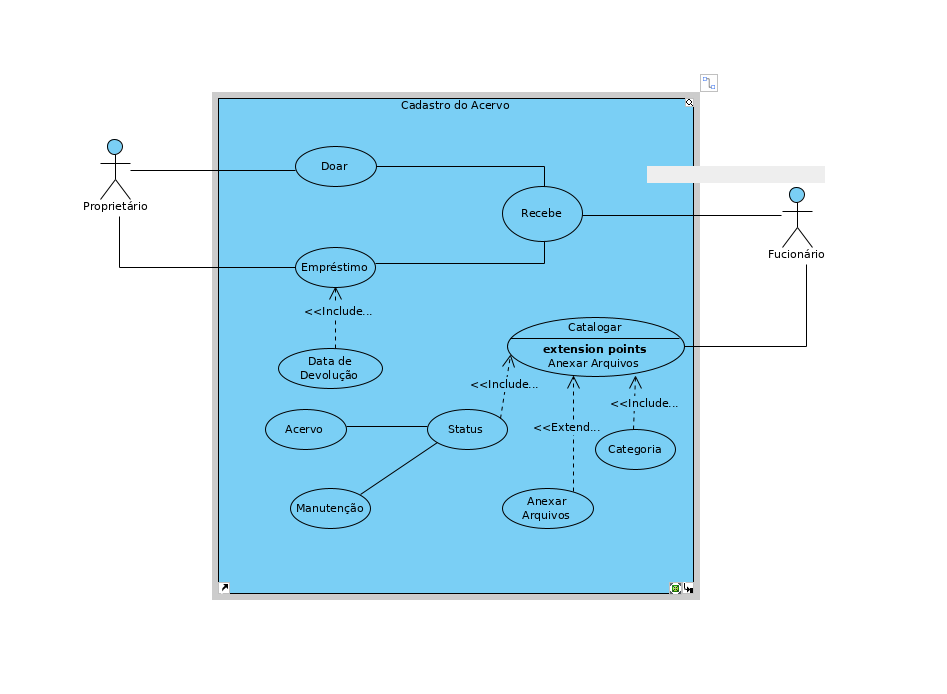 Cadastro do Acervo
Doar
Proprietário
Recebe
Fucionário
Empréstimo
<<Include...
Catalogar
extension points
Anexar Arquivos
Data de
Devolução
<<Include...
<<Include...
Acervo
Status
<<Extend...
Categoria
Manutenção
Anexar
Arquivos